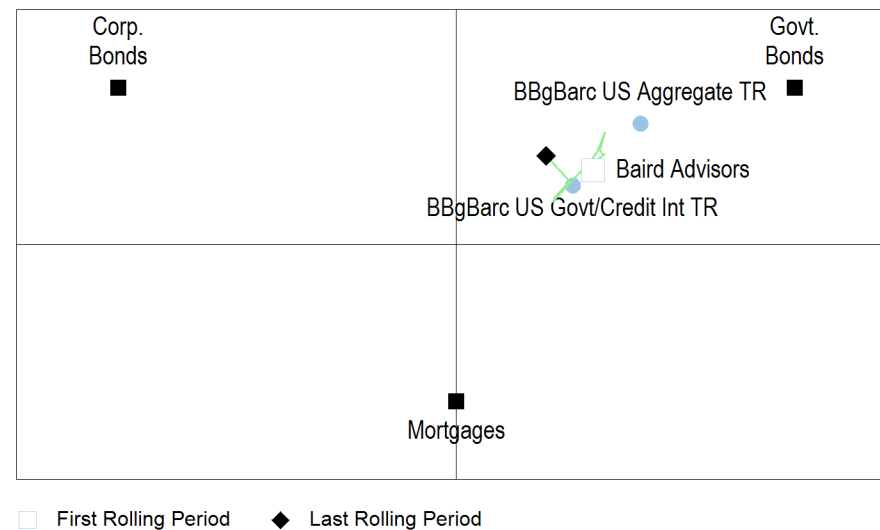 Corp.
Bonds
Govt.
Bonds
BBgBarc US Aggregate TR
Baird Advisors
BBgBarc US Govt/Credit Int TR
Mortgages
First Rolling Period
Last Rolling Period